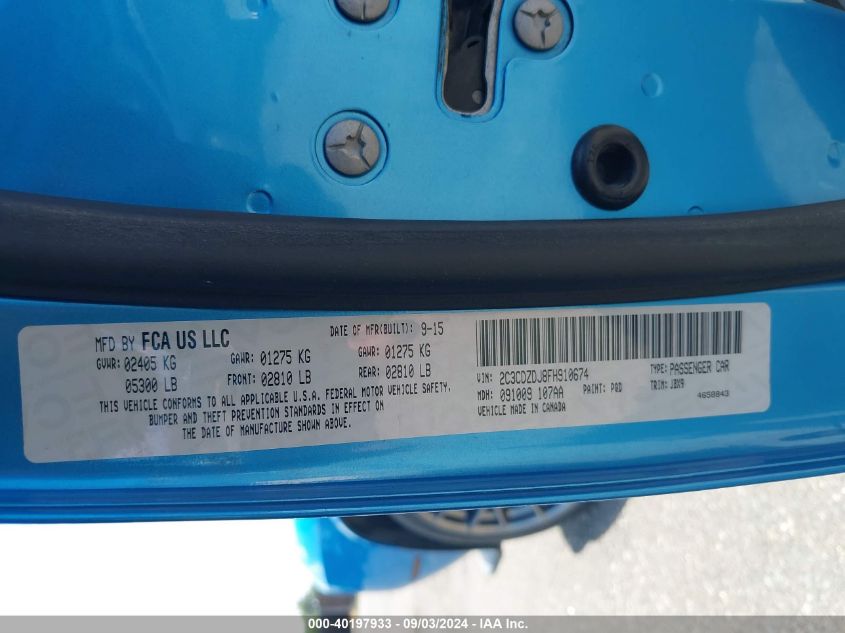 MFD BY FCA US LLC
DATE OF MFR(BUILT): 9-15
GVWR: 02405 KG GAWR: 01275 KG GAWR: 01275 KG
05300 LB FRONT: 02810 LB REAR: 02810 LB
THIS VEHICLE CONFORMS TO ALL APPLICABLE U.S.A. FEDERAL MOTOR VEHICLE SAFETY,
BUMPER AND THEFT PREVENTION STANDARDS IN EFFECT ON
THE DATE OF MANUFACTURE SHOWN ABOVE.
VIN: 2C3CDZDJ8FH910674 TYPE: PASSENGER CAR
MDH: 091009 107AA PAINT: PQD TRIM: JBX9
VEHICLE MADE IN CANADA 4658843
000-40197933 - 09/03/2024 - IAA Inc.